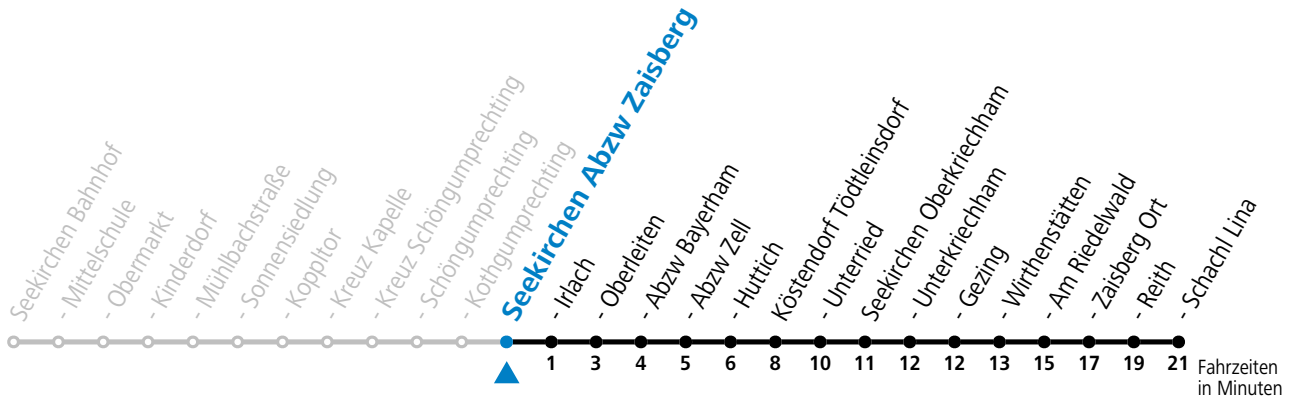 Seekirchen Bahnhof
- Mittelschule
- Obermarkt
- Kinderdorf
- Mühlbachstraße
- Sonnensiedlung
- Koppltor
- Kreuz Kapelle
- Kreuz Schöngumprechting
- Schöngumprechting
- Kothgumprechting
Seekirchen Abzw Zaisberg
- Irlach
- Oberleiten
- Abzw Bayerham
- Abzw Zell
- Huttich
Köstendorf Tödtleinsdorf
- Unterried
Seekirchen Oberkriechham
- Unterkriechham
- Gezing
- Wirthenstätten
- Am Riedelwald
- Zaisberg Ort
- Reith
- Schachl Lina
1 3 4 5 6 8 10 11 12 12 13 15 17 19 21 Fahrzeiten
in Minuten